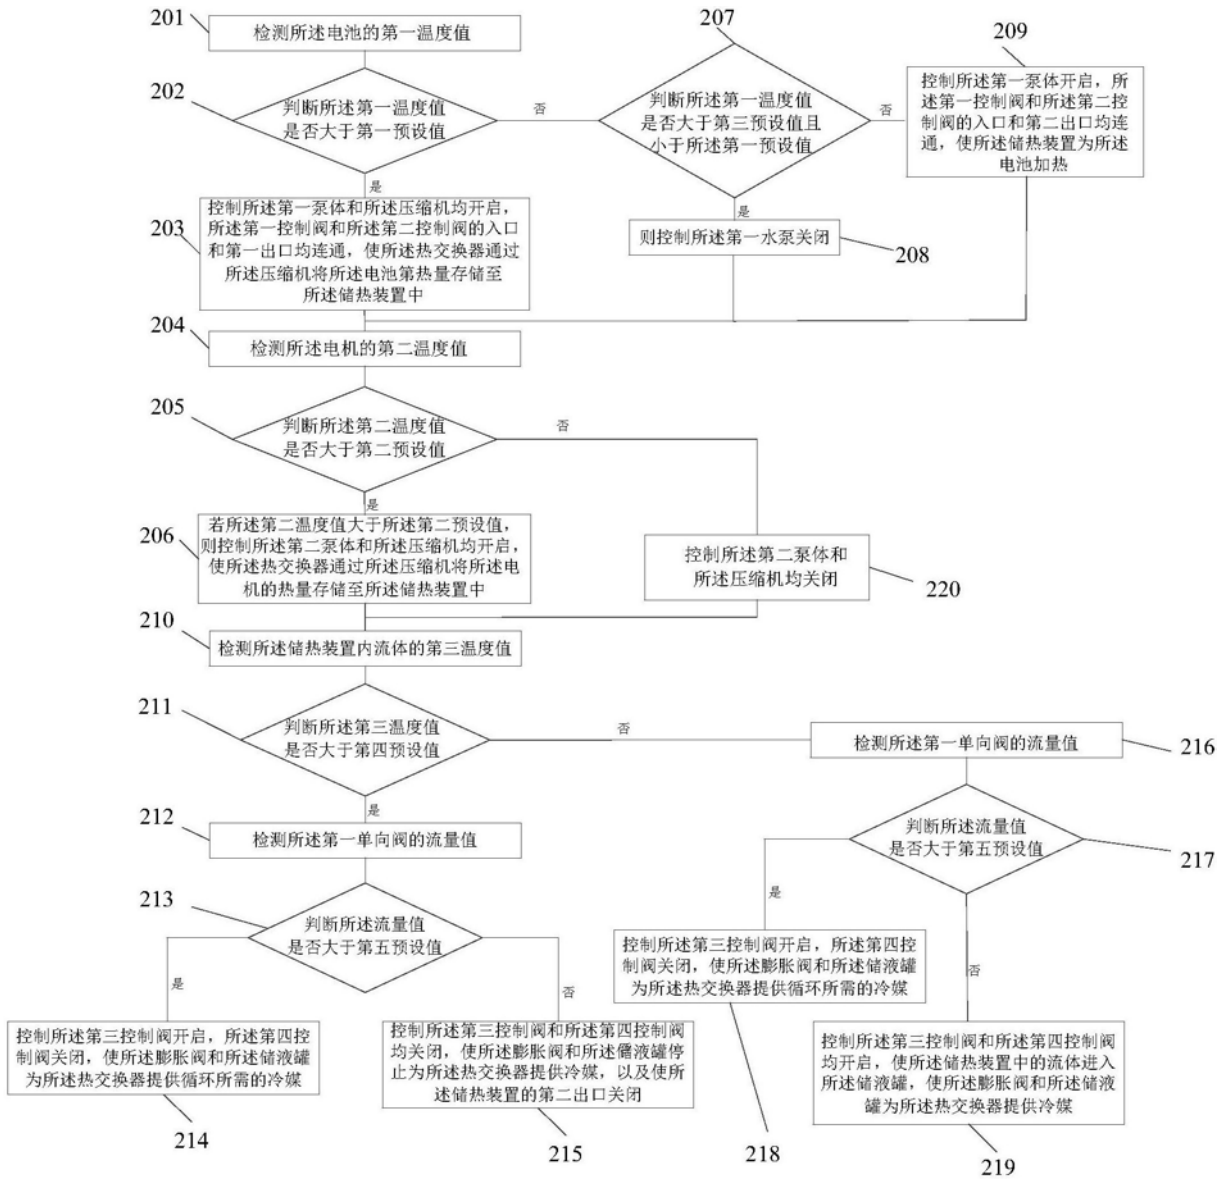 201
检测所述电池的第一温度值
202
判断所述第一温度值
是否大于第一预设值
否
是
207
判断所述第一温度值
是否大于第三预设值且
小于所述第一预设值
否
是
209
控制所述第一泵体开启，所
述第一控制阀和所述第二控
制阀的入口和第二出口均连
通，使所述储热装置为所述
电池加热
203
控制所述第一泵体和所述压缩机均开启，
所述第一控制阀和所述第二控制阀的入口
和第一出口均连通，使所述热交换器通过
所述压缩机将所述电池第热量存储至
所述储热装置中
则控制所述第一水泵关闭
208
204
检测所述电机的第二温度值
205
判断所述第二温度值
是否大于第二预设值
否
是
206
若所述第二温度值大于所述第二预设值，
则控制所述第二泵体和所述压缩机均开启，
使所述热交换器通过所述压缩机将所述电
机的热量存储至所述储热装置中
控制所述第二泵体和
所述压缩机均关闭
220
210
检测所述储热装置内流体的第三温度值
211
判断所述第三温度值
是否大于第四预设值
否
是
检测所述第一单向阀的流量值
216
212
检测所述第一单向阀的流量值
判断所述流量值
是否大于第五预设值
217
是
否
213
判断所述流量值
是否大于第五预设值
是
否
控制所述第三控制阀开启，所述第四控
制阀关闭，使所述膨胀阀和所述储液罐
为所述热交换器提供循环所需的冷媒
214
控制所述第三控制阀和所述第四控制阀
均关闭，使所述膨胀阀和所述储液罐停
止为所述热交换器提供冷媒，以及使所
述储热装置的第二出口关闭
215
控制所述第三控制阀开启，所述第四控
制阀关闭，使所述膨胀阀和所述储液罐
为所述热交换器提供循环所需的冷媒
218
控制所述第三控制阀和所述第四控制阀
均开启，使所述储热装置中的流体进入
所述储液罐，使所述膨胀阀和所述储液
罐为所述热交换器提供冷媒
219